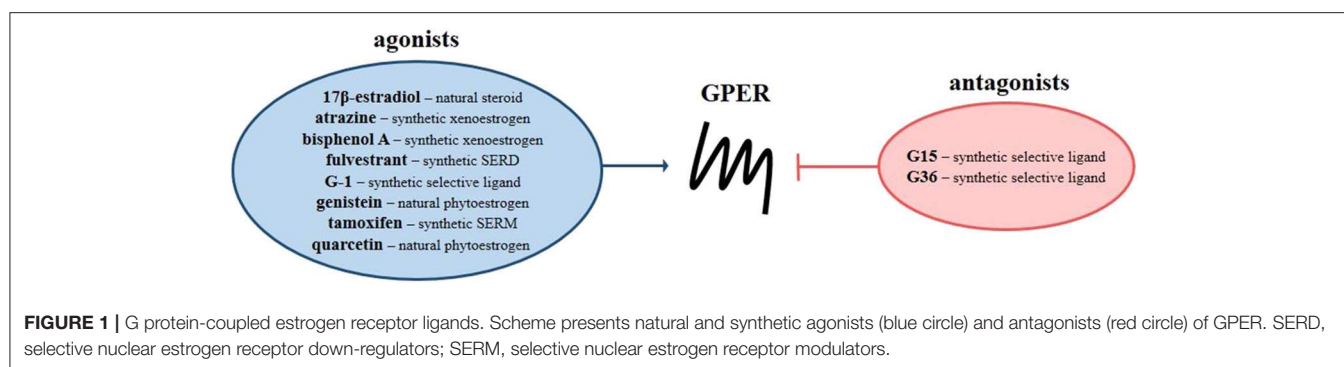 agonists
17β-estradiol – natural steroid
atrazine – synthetic xenoestrogen
bisphenol A – synthetic xenoestrogen
fulvestrant – synthetic SERD
G-1 – synthetic selective ligand
genistein – natural phytoestrogen
tamoxifen – synthetic SERM
quarcetin – natural phytoestrogen
GPER
antagonists
G15 – synthetic selective ligand
G36 – synthetic selective ligand
FIGURE 1 | G protein-coupled estrogen receptor ligands. Scheme presents natural and synthetic agonists (blue circle) and antagonists (red circle) of GPER. SERD,
selective nuclear estrogen receptor down-regulators; SERM, selective nuclear estrogen receptor modulators.